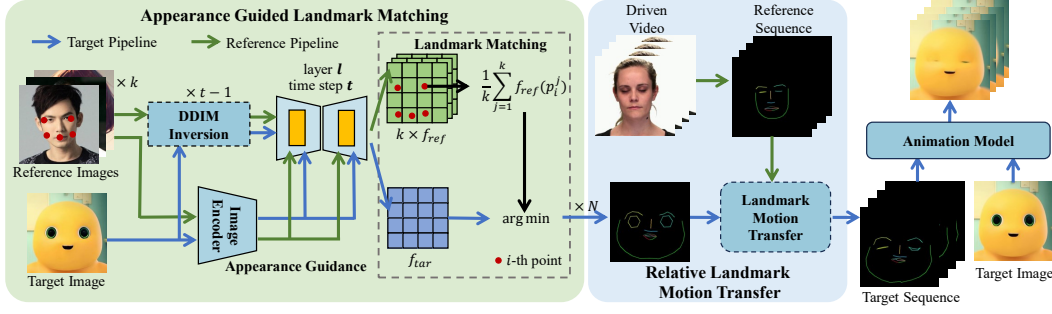 Appearance Guided Landmark Matching
Target Pipeline
Reference Pipeline
× k
Reference Images
Target Image
× t − 1
DDIM
Inversion
Image
Encoder
layer l
time step t
Appearance Guidance
Landmark Matching
k × f_ref
1/k ∑_{j=1}^{k} f_ref(p_i^j)
f_tar
arg min
i-th point
× N
Driven
Video
Reference
Sequence
Landmark
Motion
Transfer
Relative Landmark
Motion Transfer
Animation Model
Target Sequence
Target Image